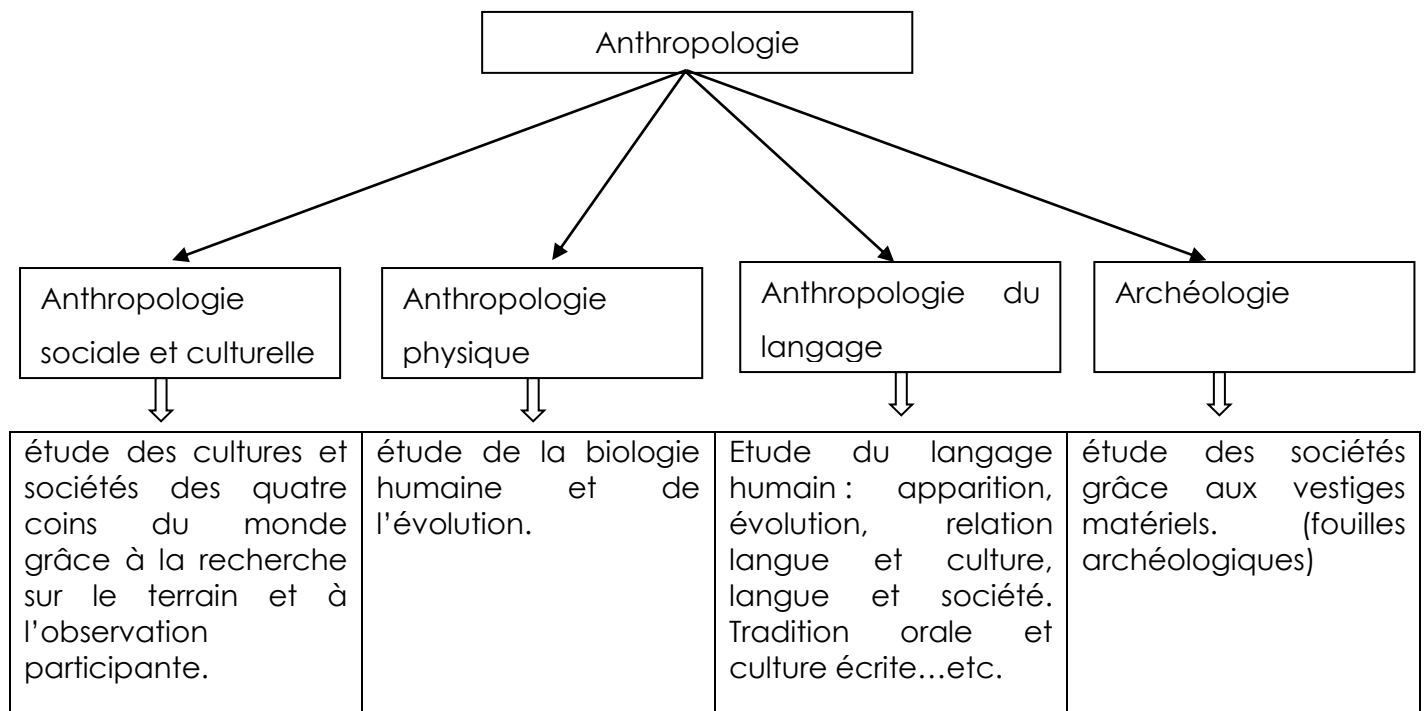 Anthropologie
Anthropologie
sociale et culturelle
Anthropologie
physique
Anthropologie du
langage
Archéologie
étude des cultures et
sociétés des quatre
coins du monde
grâce à la recherche
sur le terrain et à
l’observation
participante.
étude de la biologie
humaine et de
l’évolution.
Etude du langage
humain : apparition,
évolution, relation
langue et culture,
langue et société.
Tradition orale et
culture écrite…etc.
étude des sociétés
grâce aux vestiges
matériels. (fouilles
archéologiques)